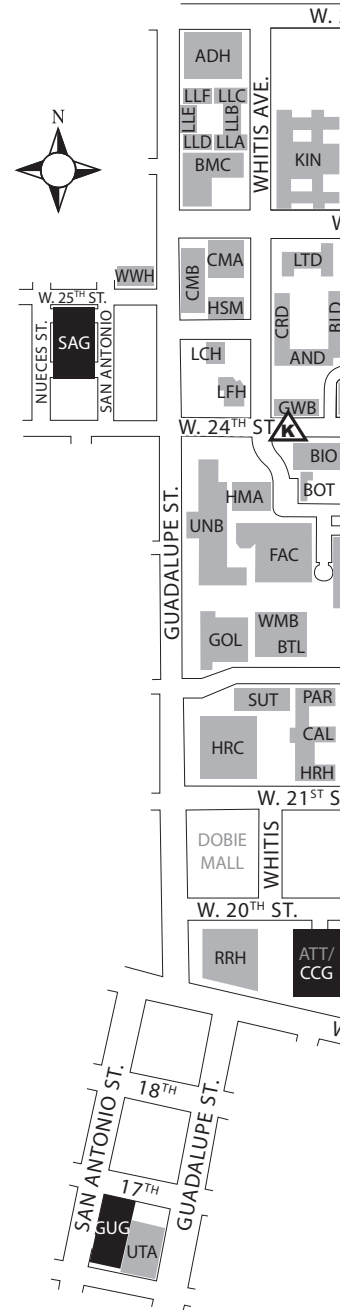 W.
ADH
LLF LLC
LLE
LLB
LLD LLA
BMC
WHITIS AVE.
KIN
N
W
WWH
CMB
CMA
HSM
LTD
CRD
BLD
AND
W. 25TH ST.
NUECES ST.
SAG
SAN ANTONIO
LCH
LFH
GWB
K
W. 24TH ST.
BIO
BOT
GUADALUPE ST.
UNB
HMA
FAC
GOL
WMB
BTL
SUT
PAR
HRC
CAL
HRH
W. 21ST S
DOBIE
MALL
WHITIS
W. 20TH ST.
RRH
ATT/
CCG
SAN ANTONIO ST.
18TH
GUADALUPE ST.
17TH
GUG
UTA